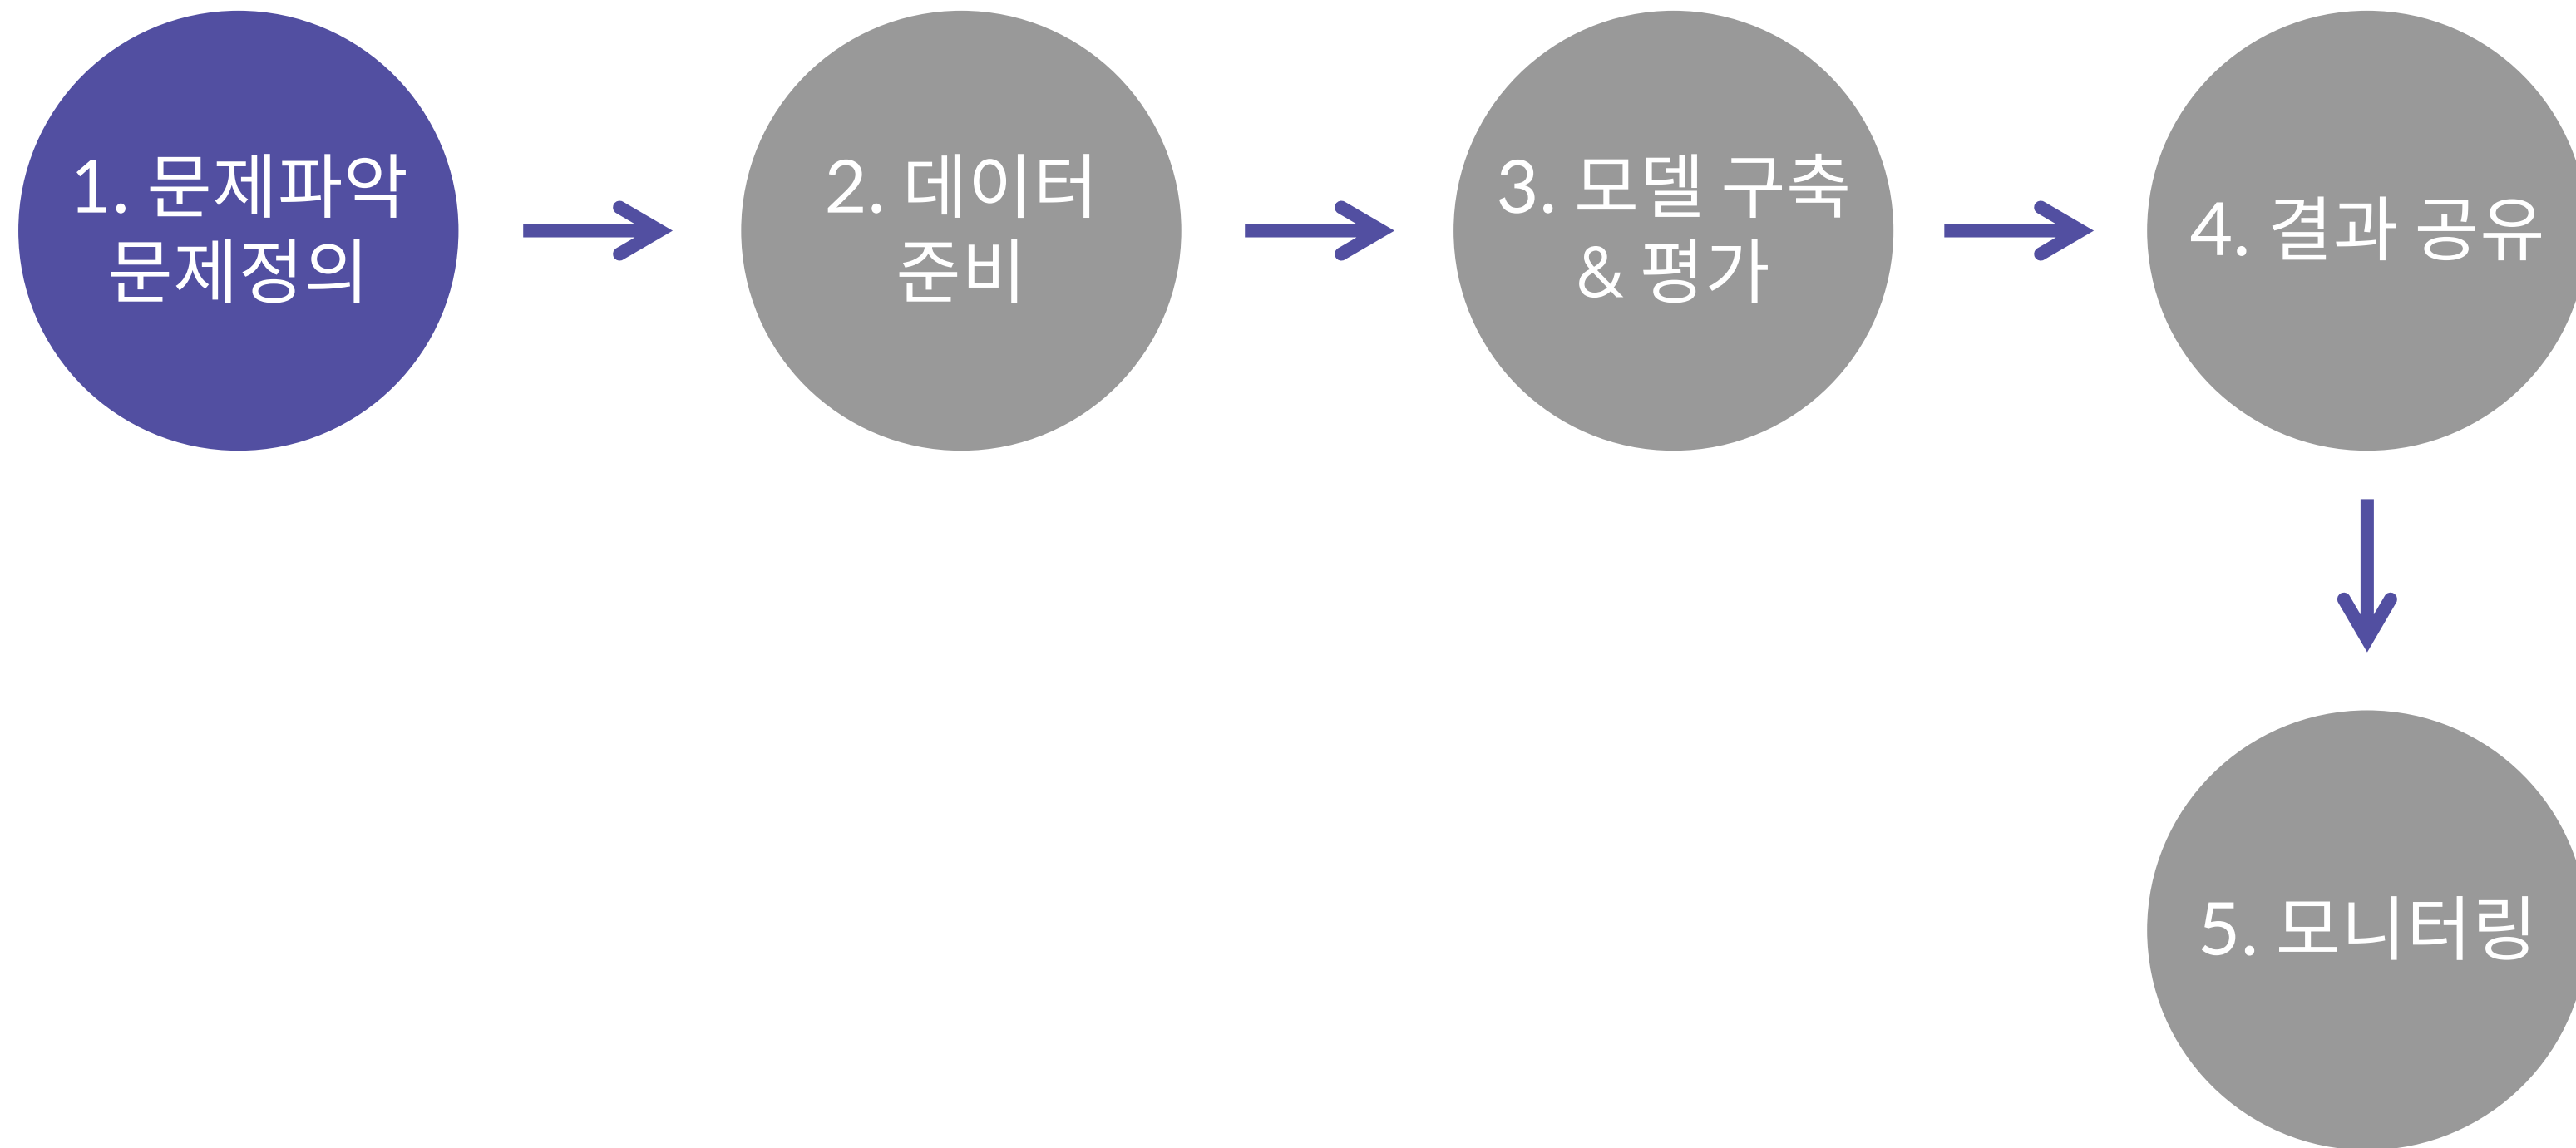 1. 문제파악
문제정의
2. 데이터
준비
3. 모델 구축
& 평가
4. 결과 공유
5. 모니터링